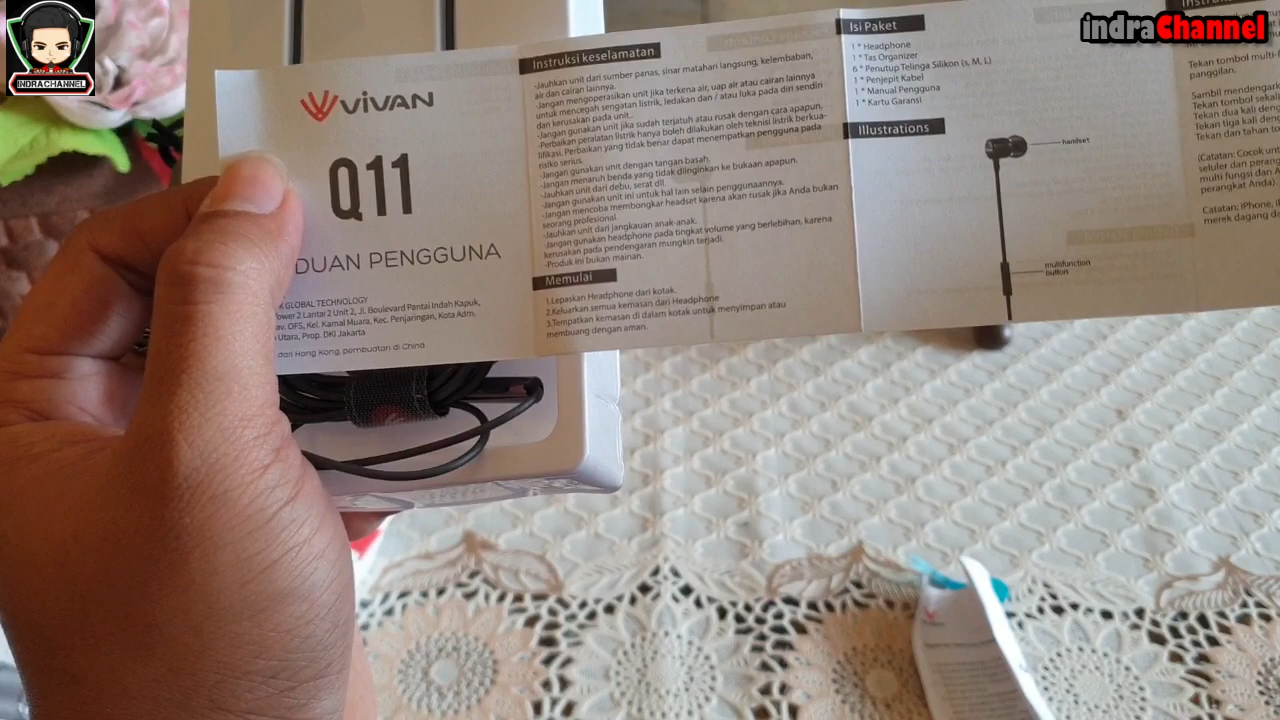 INDRACHANNEL
indraChannel
VIVAN
Q11
DUAN PENGGUNA
K GLOBAL TECHNOLOGY
Tower 2 Lantai 2 Unit 2, Jl. Boulevard Pantai Indah Kapuk,
av. OFS, Kel. Kamal Muara, Kec. Penjaringan, Kota Adm.
Utara, Prop. DKI Jakarta
dari Hong Kong, pembuatan di China
Instruksi keselamatan
-Jauhkan unit dari sumber panas, sinar matahari langsung, kelembaban,
air dan cairan lainnya.
-Jangan mengoperasikan unit jika terkena air, uap air atau cairan lainnya
untuk mencegah sengatan listrik, ledakan dan / atau luka pada diri sendiri
dan kerusakan pada unit..
-Jangan gunakan unit jika sudah terjatuh atau rusak dengan cara apapun.
-Perbaikan peralatan listrik hanya boleh dilakukan oleh teknisi listrik berkua-
lifikasi. Perbaikan yang tidak benar dapat menempatkan pengguna pada
risiko serius.
-Jangan gunakan unit dengan tangan basah.
-Jangan menaruh benda yang tidak diinginkan ke bukaan apapun.
-Jauhkan unit dari debu, serat dll.
-Jangan gunakan unit ini untuk hal lain selain penggunaannya.
-Jangan mencoba membongkar headset karena akan rusak jika Anda bukan
seorang profesional.
-Jauhkan unit dari jangkauan anak-anak.
-Jangan gunakan headphone pada tingkat volume yang berlebihan, karena
kerusakan pada pendengaran mungkin terjadi.
-Produk ini bukan mainan.
Memulai
1.Lepaskan Headphone dari kotak.
2.Keluarkan semua kemasan dari Headphone
3.Tempatkan kemasan di dalam kotak untuk menyimpan atau
membuang dengan aman.
Isi Paket
1 * Headphone
1 * Tas Organizer
6 * Penutup Telinga Silikon (s, M, L)
1 * Penjepit Kabel
1 * Manual Pengguna
1 * Kartu Garansi
Illustrations
handset
multifunction
button
Tekan tombol multi-
panggilan.
Sambil mendengark
Tekan tombol sekal
Tekan dua kali den
Tekan tiga kali den
Tekan dan tahan to
(Catatan: Cocok unt
seluler dan perang
multi fungsi dan A
perangkat Anda)
Catatan: iPhone, i
merek dagang d